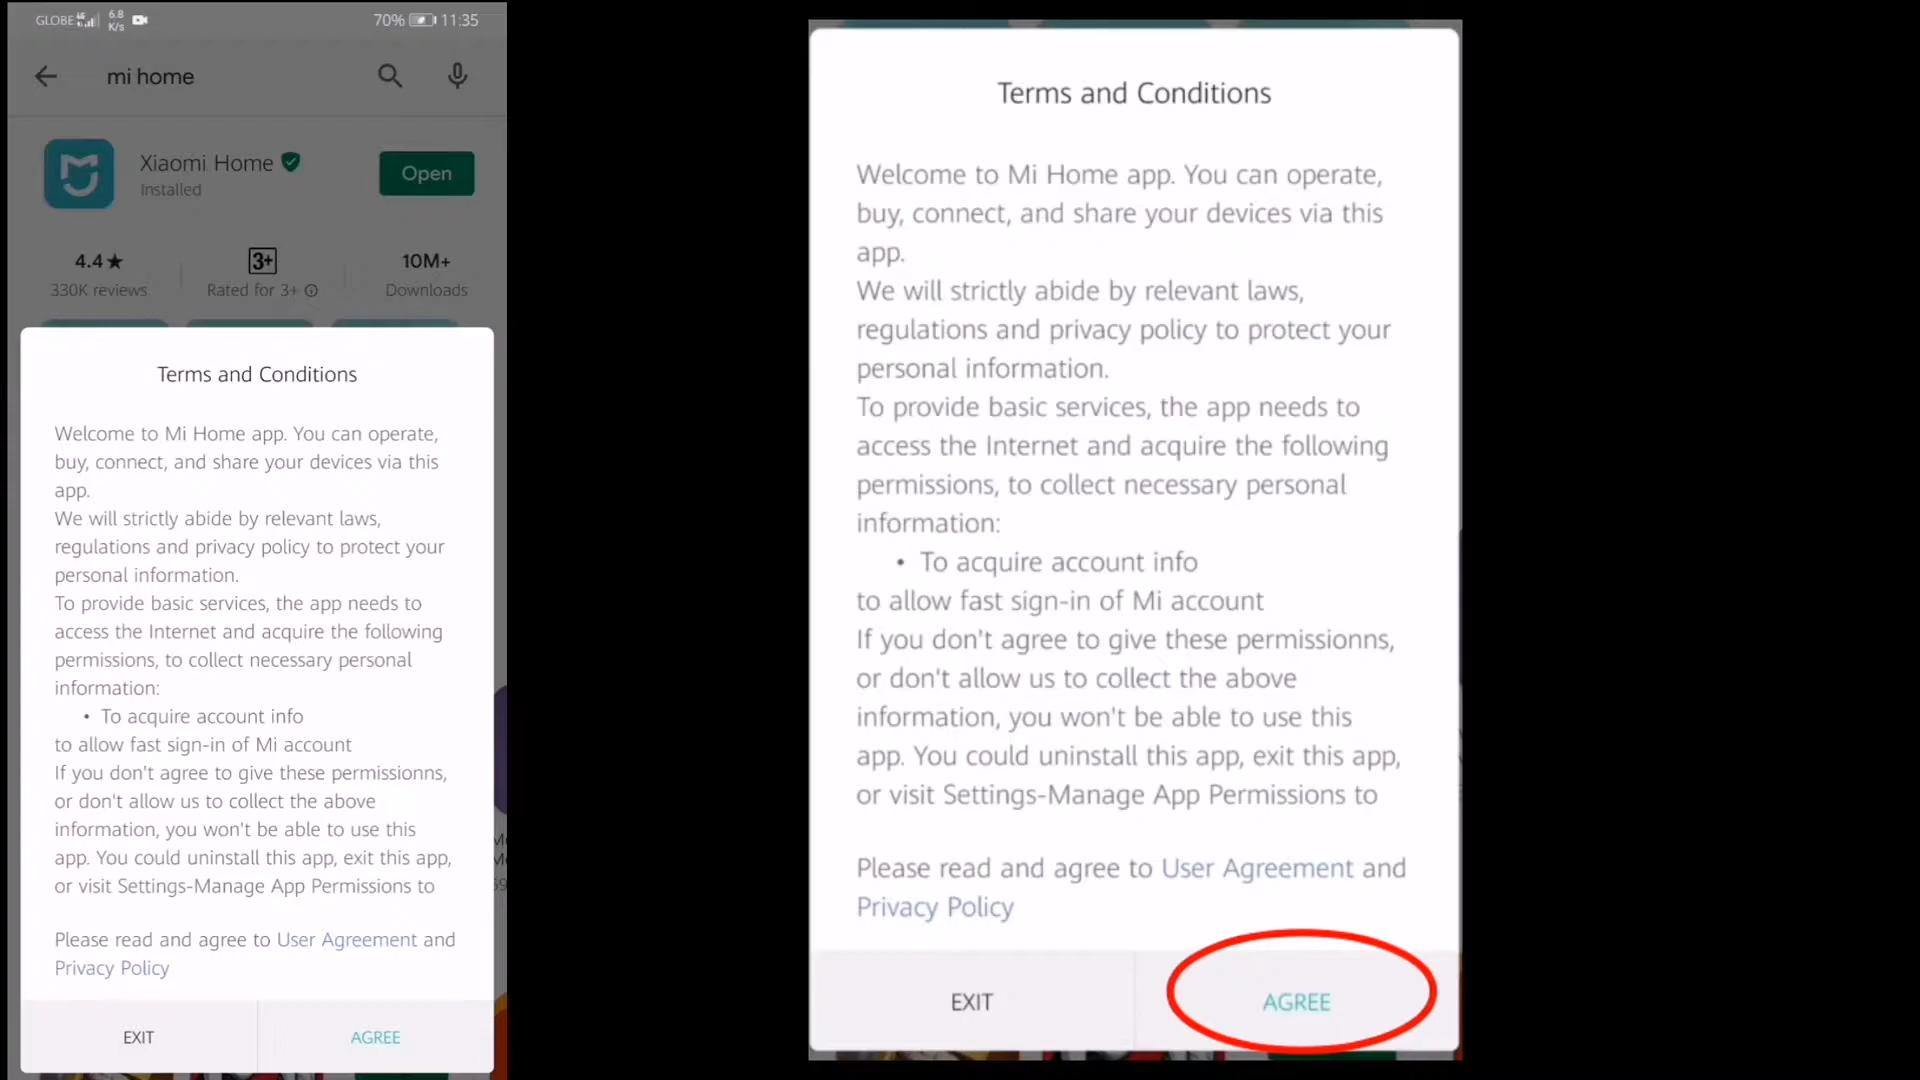 GLOBE 4G 6.8 K/s 70% 11:35
mi home
Xiaomi Home
Installed
Open
4.4★ 3+ 10M+
330K reviews Rated for 3+ Downloads
Terms and Conditions
Welcome to Mi Home app. You can operate,
buy, connect, and share your devices via this
app.
We will strictly abide by relevant laws,
regulations and privacy policy to protect your
personal information.
To provide basic services, the app needs to
access the Internet and acquire the following
permissions, to collect necessary personal
information:
• To acquire account info
to allow fast sign-in of Mi account
If you don't agree to give these permissionns,
or don't allow us to collect the above
information, you won't be able to use this
app. You could uninstall this app, exit this app,
or visit Settings-Manage App Permissions to
Please read and agree to User Agreement and
Privacy Policy
EXIT AGREE
Terms and Conditions
Welcome to Mi Home app. You can operate,
buy, connect, and share your devices via this
app.
We will strictly abide by relevant laws,
regulations and privacy policy to protect your
personal information.
To provide basic services, the app needs to
access the Internet and acquire the following
permissions, to collect necessary personal
information:
• To acquire account info
to allow fast sign-in of Mi account
If you don't agree to give these permissionns,
or don't allow us to collect the above
information, you won't be able to use this
app. You could uninstall this app, exit this app,
or visit Settings-Manage App Permissions to
Please read and agree to User Agreement and
Privacy Policy
EXIT AGREE